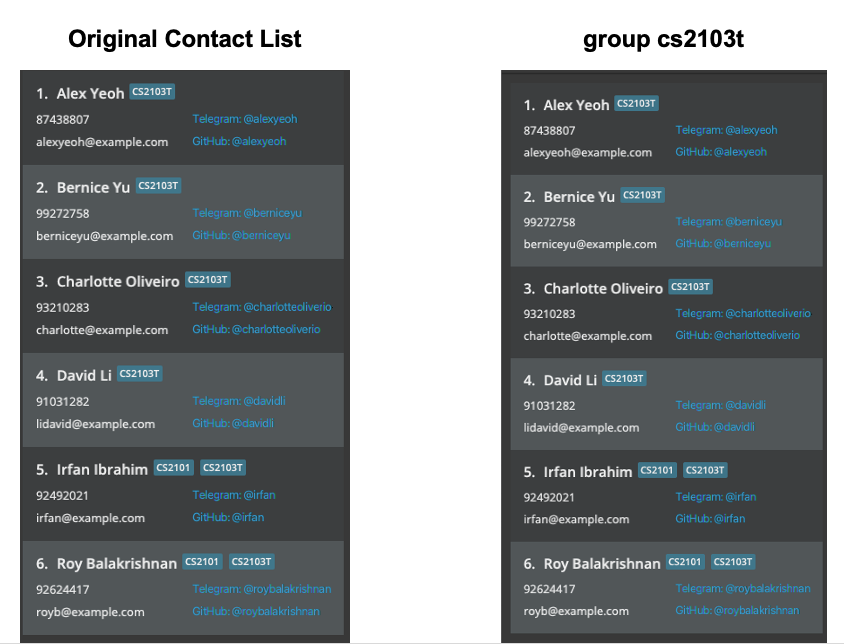 Original Contact List
1. Alex Yeoh CS2103T
87438807 Telegram: @alexyeoh
alexyeoh@example.com GitHub: @alexyeoh
2. Bernice Yu CS2103T
99272758 Telegram: @berniceyu
berniceyu@example.com GitHub: @berniceyu
3. Charlotte Oliveiro CS2103T
93210283 Telegram: @charlotteoliverio
charlotte@example.com GitHub: @charlotteoliverio
4. David Li CS2103T
91031282 Telegram: @davidli
lidavid@example.com GitHub: @davidli
5. Irfan Ibrahim CS2101 CS2103T
92492021 Telegram: @irfan
irfan@example.com GitHub: @irfan
6. Roy Balakrishnan CS2101 CS2103T
92624417 Telegram: @roybalakrishnan
royb@example.com GitHub: @roybalakrishnan
group cs2103t
1. Alex Yeoh CS2103T
87438807 Telegram: @alexyeoh
alexyeoh@example.com GitHub: @alexyeoh
2. Bernice Yu CS2103T
99272758 Telegram: @berniceyu
berniceyu@example.com GitHub: @berniceyu
3. Charlotte Oliveiro CS2103T
93210283 Telegram: @charlotteoliverio
charlotte@example.com GitHub: @charlotteoliverio
4. David Li CS2103T
91031282 Telegram: @davidli
lidavid@example.com GitHub: @davidli
5. Irfan Ibrahim CS2101 CS2103T
92492021 Telegram: @irfan
irfan@example.com GitHub: @irfan
6. Roy Balakrishnan CS2101 CS2103T
92624417 Telegram: @roybalakrishnan
royb@example.com GitHub: @roybalakrishnan